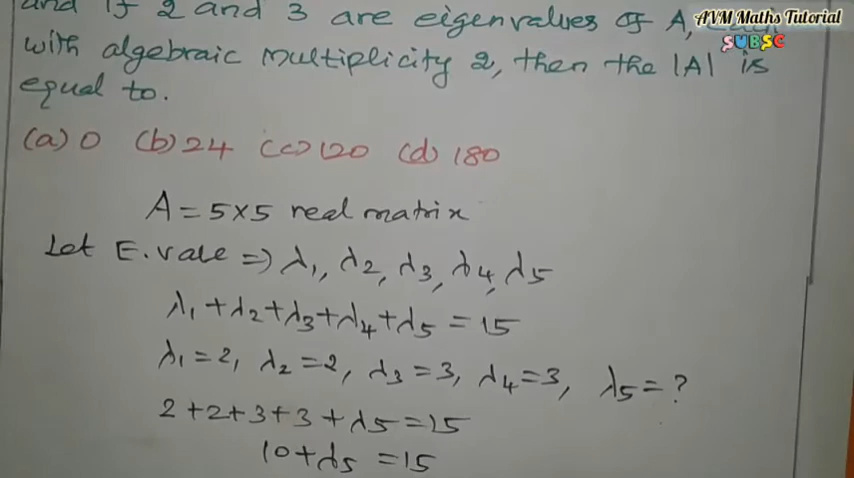 and if 2 and 3 are eigenvalues of A,
with algebraic multiplicity 2, then the |A| is
equal to.
(a) 0 (b) 24 (c) 120 (d) 180
A = 5×5 real matrix
Let E.vale ⇒ λ1, λ2, λ3, λ4, λ5
λ1+λ2+λ3+λ4+λ5 = 15
λ1=2, λ2=2, λ3=3, λ4=3, λ5=?
2+2+3+3+λ5=15
10+λ5=15
AVM Maths Tutorial
SUBSC